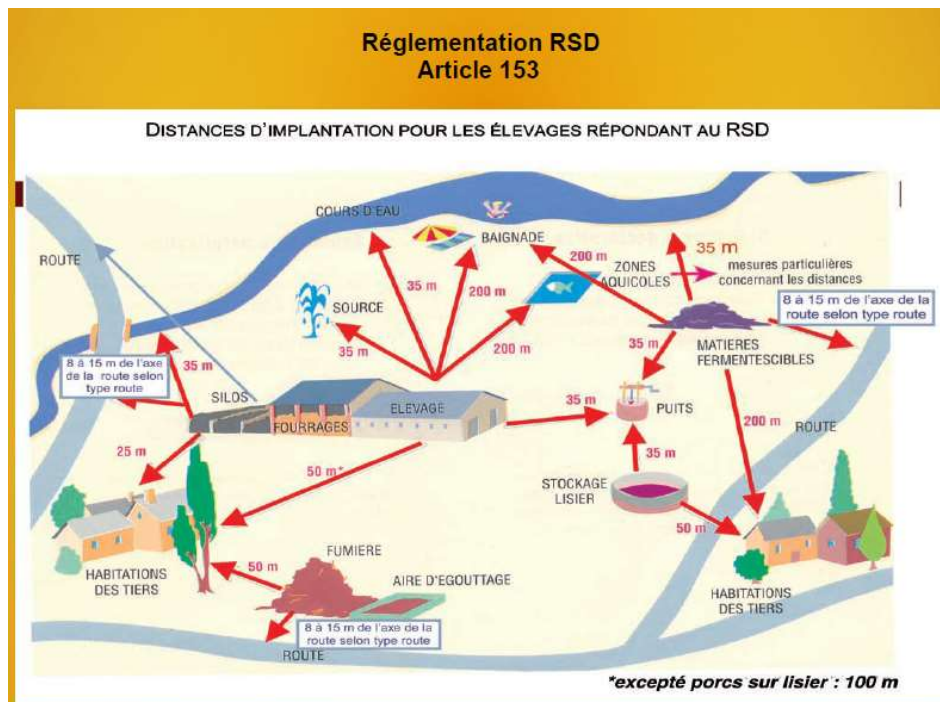 Réglementation RSD
Article 153
DISTANCES D'IMPLANTATION POUR LES ÉLEVAGES RÉPONDANT AU RSD
COURS D'EAU
BAIGNADE
ROUTE
35 m
200 m
200 m
ZONES
AQUICOLES
35 m
mesures particulières
concernant les distances
8 à 15 m de l'axe de la
route selon type route
SOURCE
35 m
200 m
35 m
MATIERES
FERMENTESCIBLES
8 à 15 m de l'axe
de la route selon
type route
35 m
SILOS
FOURRAGES
ELEVAGE
35 m
PUITS
200 m
ROUTE
25 m
50 m*
35 m
STOCKAGE
LISIER
50 m
HABITATIONS
DES TIERS
50 m
FUMIERE
AIRE D'EGOUTTAGE
8 à 15 m de l'axe de la
route selon type route
ROUTE
HABITATIONS
DES TIERS
*excepté porcs sur lisier : 100 m